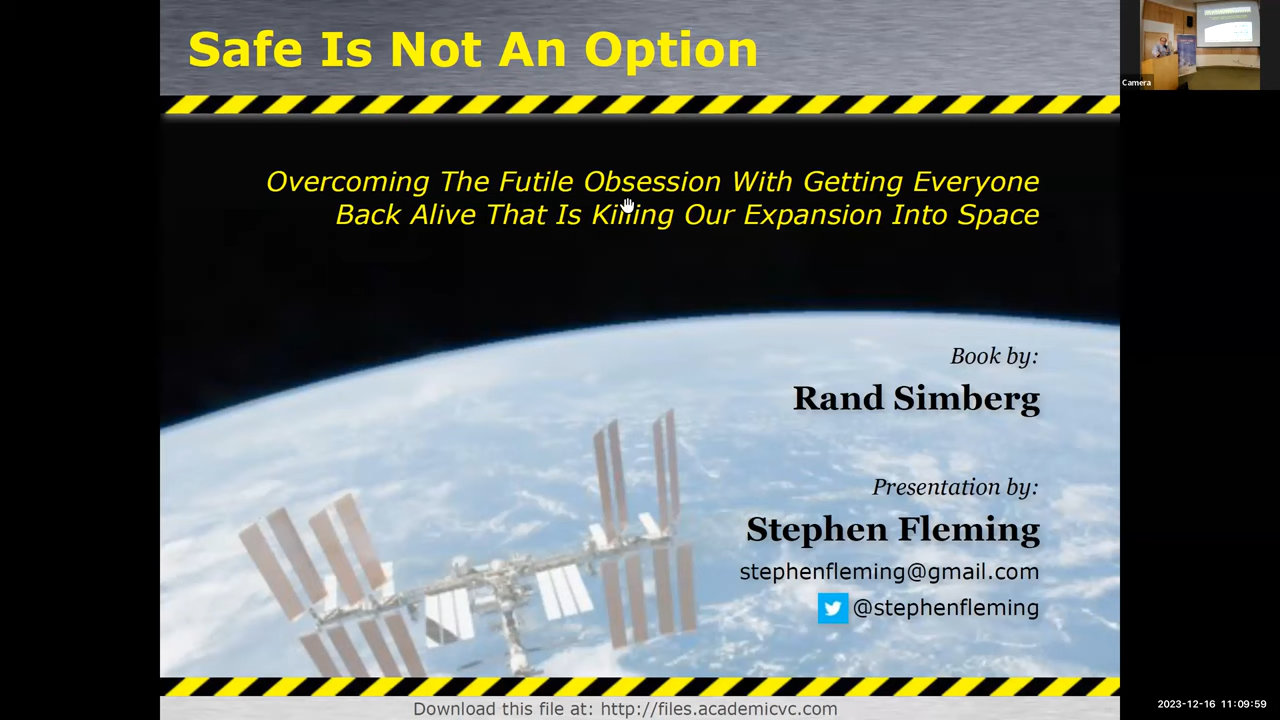 Safe Is Not An Option
Overcoming The Futile Obsession With Getting Everyone
Back Alive That Is Killing Our Expansion Into Space
Book by:
Rand Simberg
Presentation by:
Stephen Fleming
stephenfleming@gmail.com
@stephenfleming
Download this file at: http://files.academicvc.com
Camera
2023-12-16 11:09:59